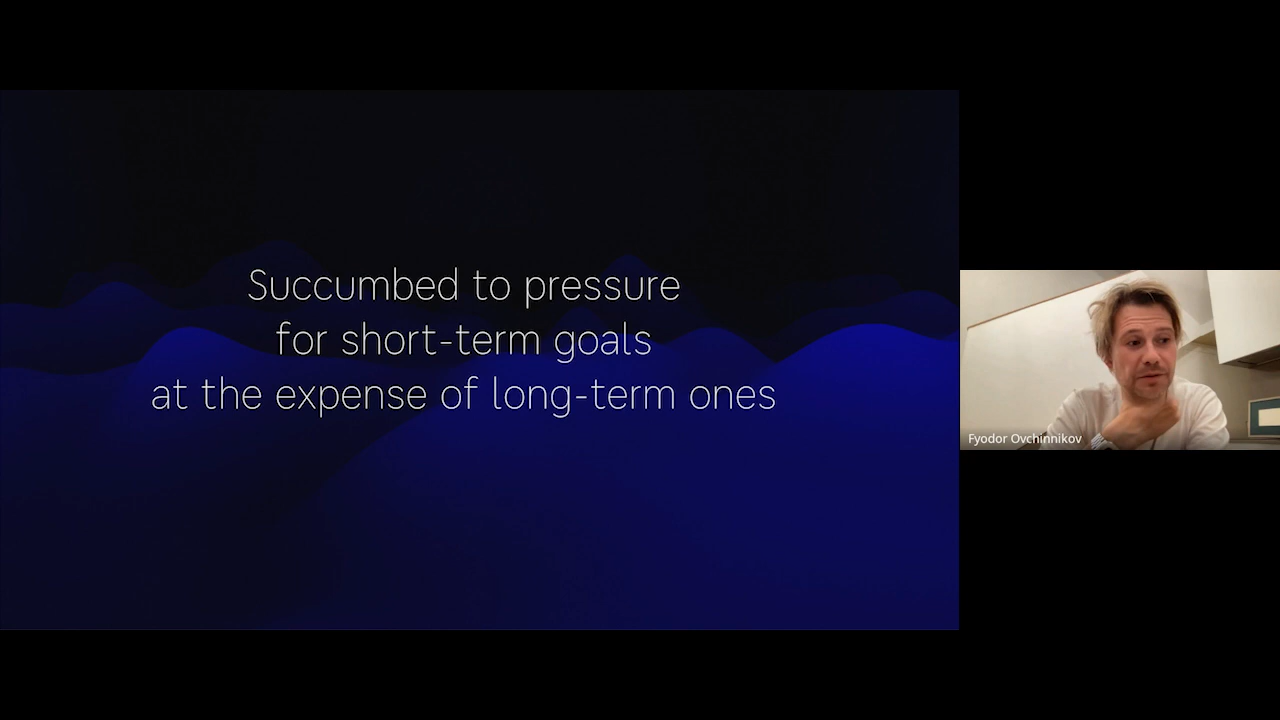 Succumbed to pressure
for short-term goals
at the expense of long-term ones
Fyodor Ovchinnikov